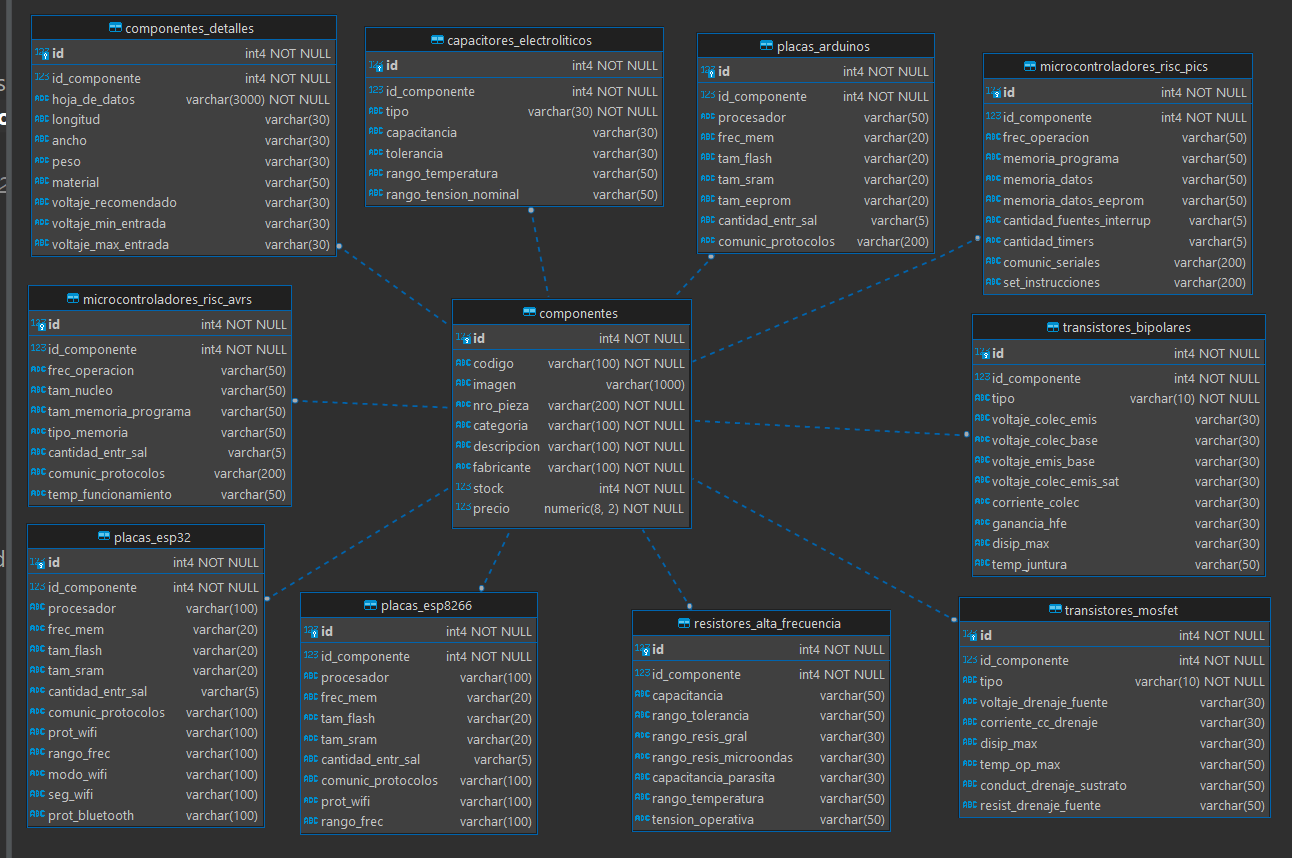 componentes_detalles
id int4 NOT NULL
id_componente int4 NOT NULL
hoja_de_datos varchar(3000) NOT NULL
longitud varchar(30)
ancho varchar(30)
peso varchar(30)
material varchar(50)
voltaje_recomendado varchar(30)
voltaje_min_entrada varchar(30)
voltaje_max_entrada varchar(30)
capacitores_electroliticos
id int4 NOT NULL
id_componente int4 NOT NULL
tipo varchar(30) NOT NULL
capacitancia varchar(30)
tolerancia varchar(30)
rango_temperatura varchar(50)
rango_tension_nominal varchar(50)
placas_arduinos
id int4 NOT NULL
id_componente int4 NOT NULL
procesador varchar(50)
frec_mem varchar(20)
tam_flash varchar(20)
tam_sram varchar(20)
tam_eeprom varchar(20)
cantidad_entr_sal varchar(5)
comunic_protocolos varchar(200)
microcontroladores_risc_pics
id int4 NOT NULL
id_componente int4 NOT NULL
frec_operacion varchar(50)
memoria_programa varchar(50)
memoria_datos varchar(50)
memoria_datos_eeprom varchar(50)
cantidad_fuentes_interrup varchar(5)
cantidad_timers varchar(5)
comunic_seriales varchar(200)
set_instrucciones varchar(200)
microcontroladores_risc_avrs
id int4 NOT NULL
id_componente int4 NOT NULL
frec_operacion varchar(50)
tam_nucleo varchar(50)
tam_memoria_programa varchar(50)
tipo_memoria varchar(50)
cantidad_entr_sal varchar(5)
comunic_protocolos varchar(200)
temp_funcionamiento varchar(50)
componentes
id int4 NOT NULL
codigo varchar(100) NOT NULL
imagen varchar(1000)
nro_pieza varchar(200) NOT NULL
categoria varchar(100) NOT NULL
descripcion varchar(100) NOT NULL
fabricante varchar(100) NOT NULL
stock int4 NOT NULL
precio numeric(8, 2) NOT NULL
transistores_bipolares
id int4 NOT NULL
id_componente int4 NOT NULL
tipo varchar(10) NOT NULL
voltaje_colec_emis varchar(30)
voltaje_colec_base varchar(30)
voltaje_emis_base varchar(30)
voltaje_colec_emis_sat varchar(30)
corriente_colec varchar(30)
ganancia_hfe varchar(30)
disip_max varchar(30)
temp_juntura varchar(50)
placas_esp32
id int4 NOT NULL
id_componente int4 NOT NULL
procesador varchar(100)
frec_mem varchar(20)
tam_flash varchar(20)
tam_sram varchar(20)
cantidad_entr_sal varchar(5)
comunic_protocolos varchar(100)
prot_wifi varchar(100)
rango_frec varchar(100)
modo_wifi varchar(100)
seg_wifi varchar(100)
prot_bluetooth varchar(100)
placas_esp8266
id int4 NOT NULL
id_componente int4 NOT NULL
procesador varchar(100)
frec_mem varchar(20)
tam_flash varchar(20)
tam_sram varchar(20)
cantidad_entr_sal varchar(5)
comunic_protocolos varchar(100)
prot_wifi varchar(100)
rango_frec varchar(100)
resistores_alta_frecuencia
id int4 NOT NULL
id_componente int4 NOT NULL
capacitancia varchar(50)
rango_tolerancia varchar(50)
rango_resis_gral varchar(30)
rango_resis_microondas varchar(30)
capacitancia_parasita varchar(30)
rango_temperatura varchar(50)
tension_operativa varchar(50)
transistores_mosfet
id int4 NOT NULL
id_componente int4 NOT NULL
tipo varchar(10) NOT NULL
voltaje_drenaje_fuente varchar(30)
corriente_cc_drenaje varchar(30)
disip_max varchar(30)
temp_op_max varchar(50)
conduct_drenaje_sustrato varchar(50)
resist_drenaje_fuente varchar(50)